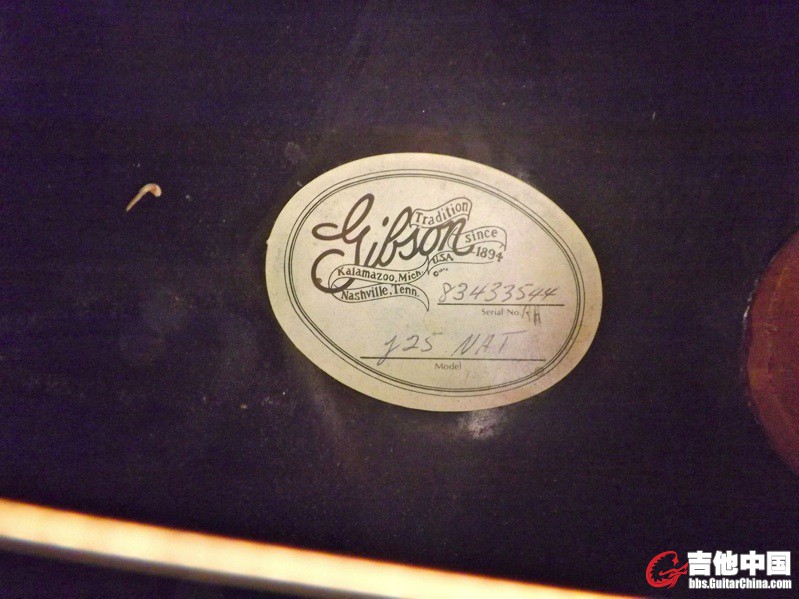 Gibson
Tradition
since
1894
USA
Kalamazoo, Mich.
Nashville, Tenn.
83433544
Serial No.
J25 NAT
Model
吉他中国
bbs.GuitarChina.com